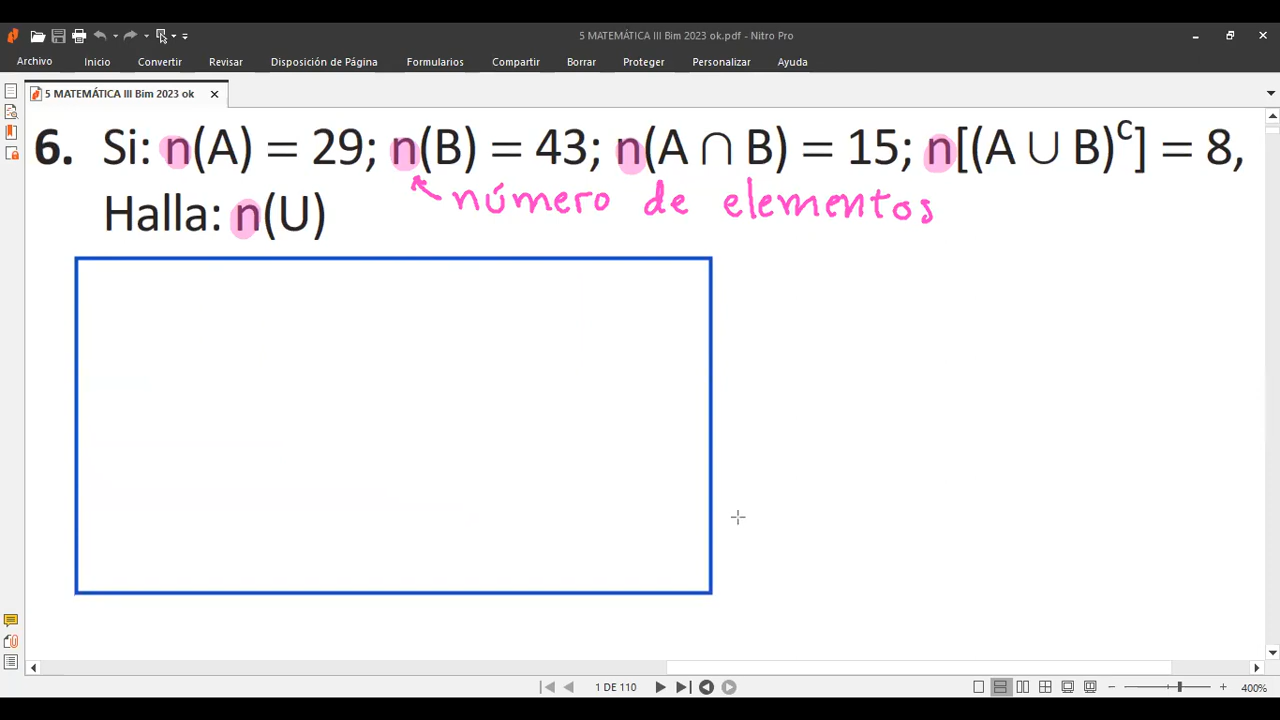 5 MATEMÁTICA III Bim 2023 ok.pdf - Nitro Pro
Archivo Inicio Convertir Revisar Disposición de Página Formularios Compartir Borrar Proteger Personalizar Ayuda
5 MATEMÁTICA III Bim 2023 ok
6. Si: n(A) = 29; n(B) = 43; n(A ∩ B) = 15; n[(A ∪ B)ᶜ] = 8,
número de elementos
Halla: n(U)
1 DE 110
400%